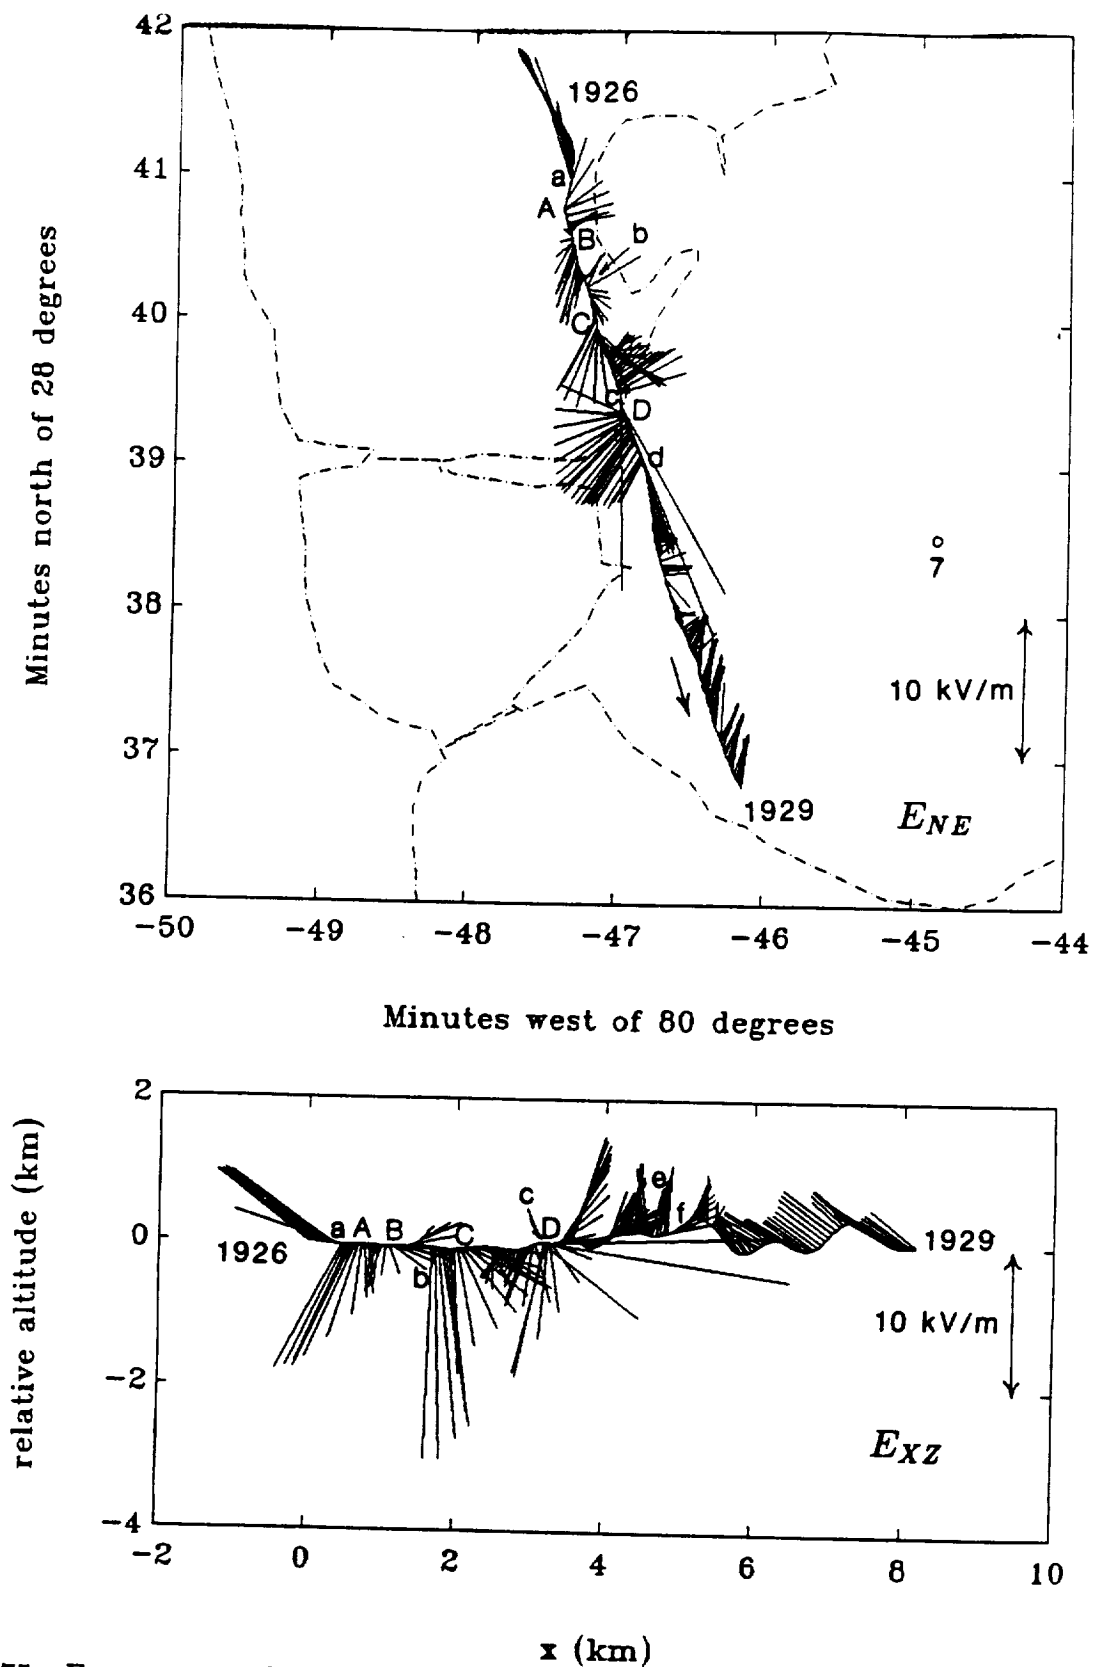 42
1926
41
a
A
B
b
40
C
c
D
39
d
7
38
10 kV/m
37
1929
E_NE
36
-50 -49 -48 -47 -46 -45 -44
Minutes north of 28 degrees
Minutes west of 80 degrees
2
e
c
f
0
a A B C D
1926
b
1929
10 kV/m
-2
E_XZ
-4
-2 0 2 4 6 8 10
relative altitude (km)
x (km)